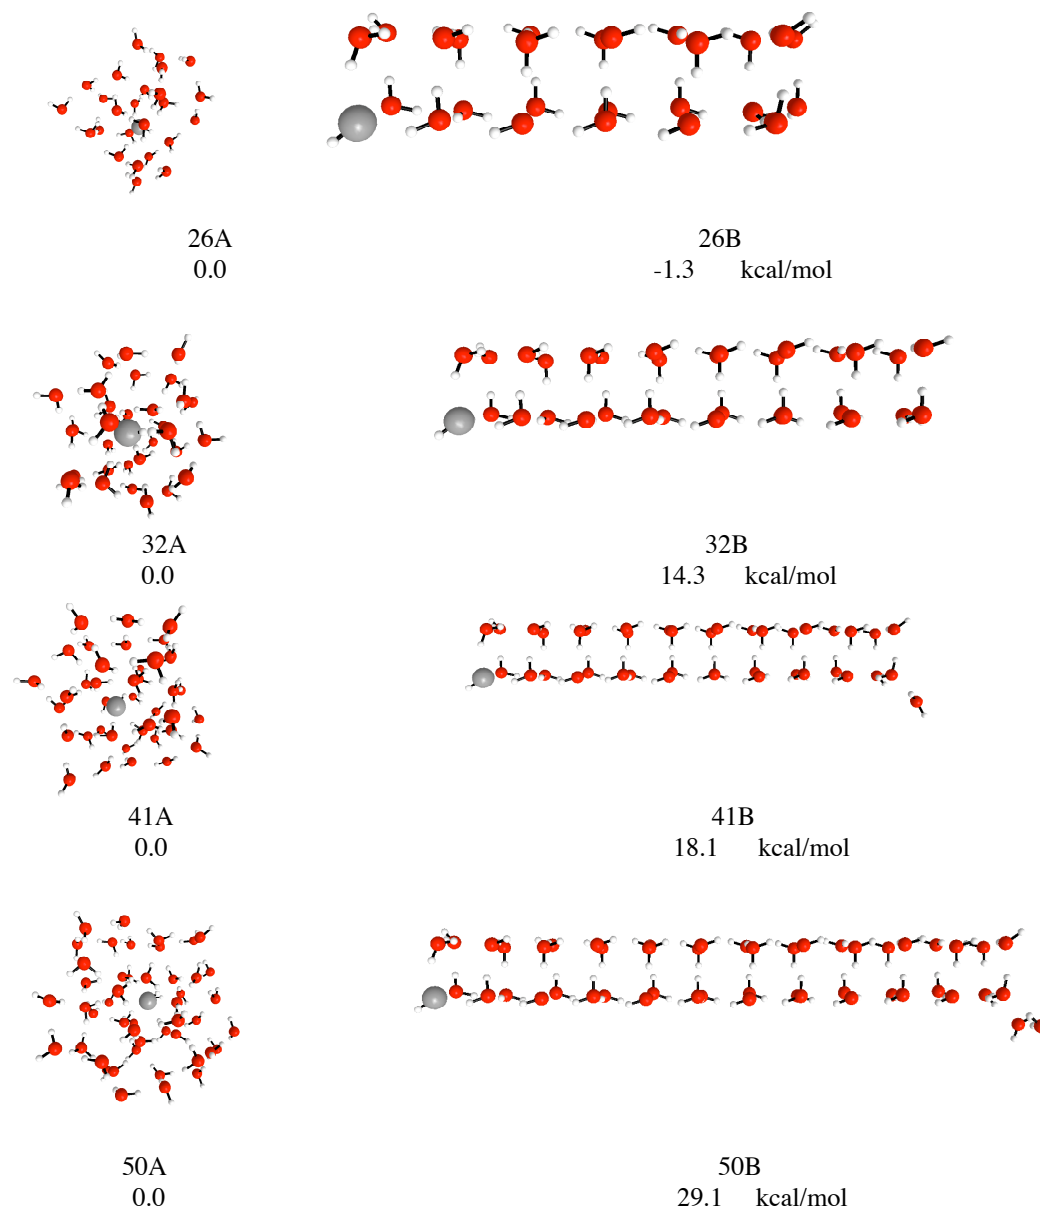 26A 26B
0.0 -1.3 kcal/mol
32A 32B
0.0 14.3 kcal/mol
41A 41B
0.0 18.1 kcal/mol
50A 50B
0.0 29.1 kcal/mol